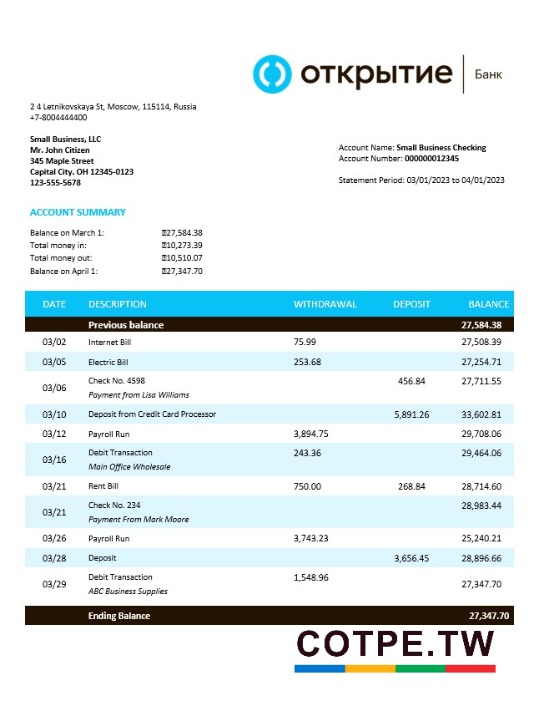 открытие Банк
2 4 Letnikovskaya St, Moscow, 115114, Russia
+7-8004444400
Small Business, LLC
Mr. John Citizen
345 Maple Street
Capital City. OH 12345-0123
123-555-5678
Account Name: Small Business Checking
Account Number: 000000012345
Statement Period: 03/01/2023 to 04/01/2023
ACCOUNT SUMMARY
Balance on March 1: 27,584.38
Total money in: 10,273.39
Total money out: 10,510.07
Balance on April 1: 27,347.70
DATE DESCRIPTION WITHDRAWAL DEPOSIT BALANCE
Previous balance 27,584.38
03/02 Internet Bill 75.99 27,508.39
03/05 Electric Bill 253.68 27,254.71
03/06 Check No. 4598 456.84 27,711.55
Payment from Lisa Williams
03/10 Deposit from Credit Card Processor 5,891.26 33,602.81
03/12 Payroll Run 3,894.75 29,708.06
03/16 Debit Transaction 243.36 29,464.06
Main Office Wholesale
03/21 Rent Bill 750.00 268.84 28,714.60
03/21 Check No. 234 28,983.44
Payment From Mark Moore
03/26 Payroll Run 3,743.23 25,240.21
03/28 Deposit 3,656.45 28,896.66
03/29 Debit Transaction 1,548.96 27,347.70
ABC Business Supplies
Ending Balance 27,347.70
COTPE.TW